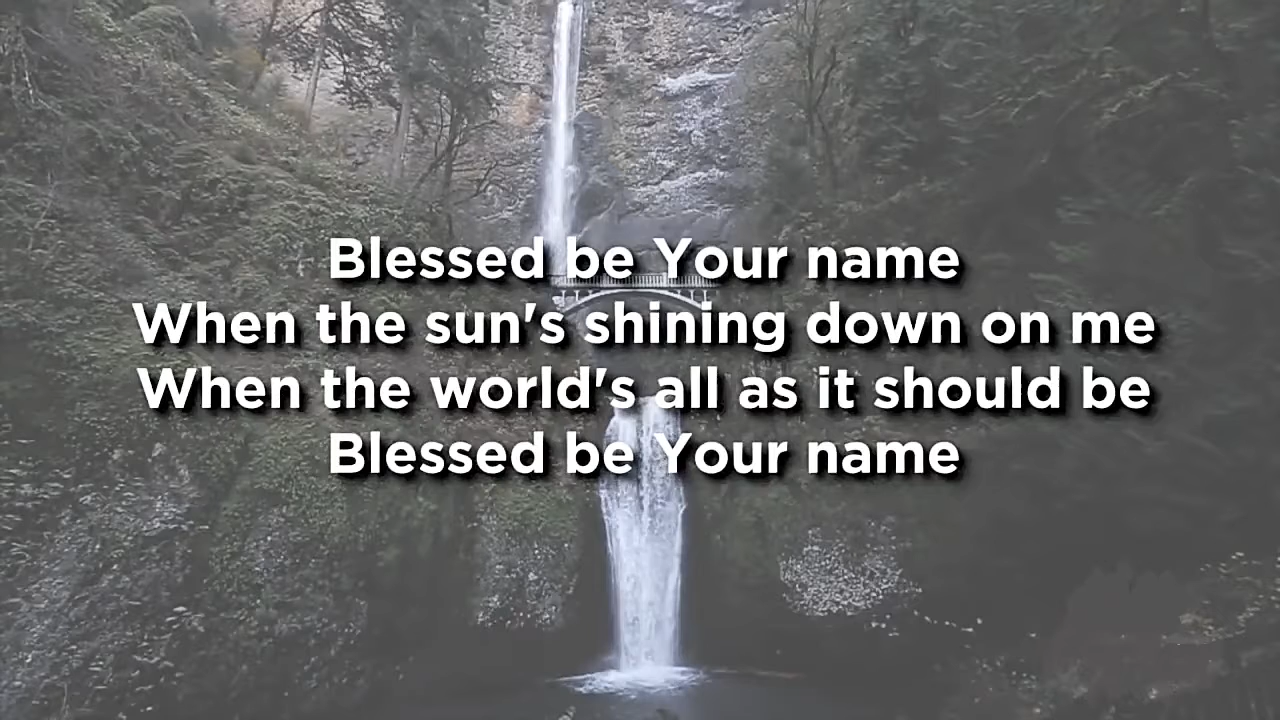 Blessed be Your name
When the sun's shining down on me
When the world's all as it should be
Blessed be Your name